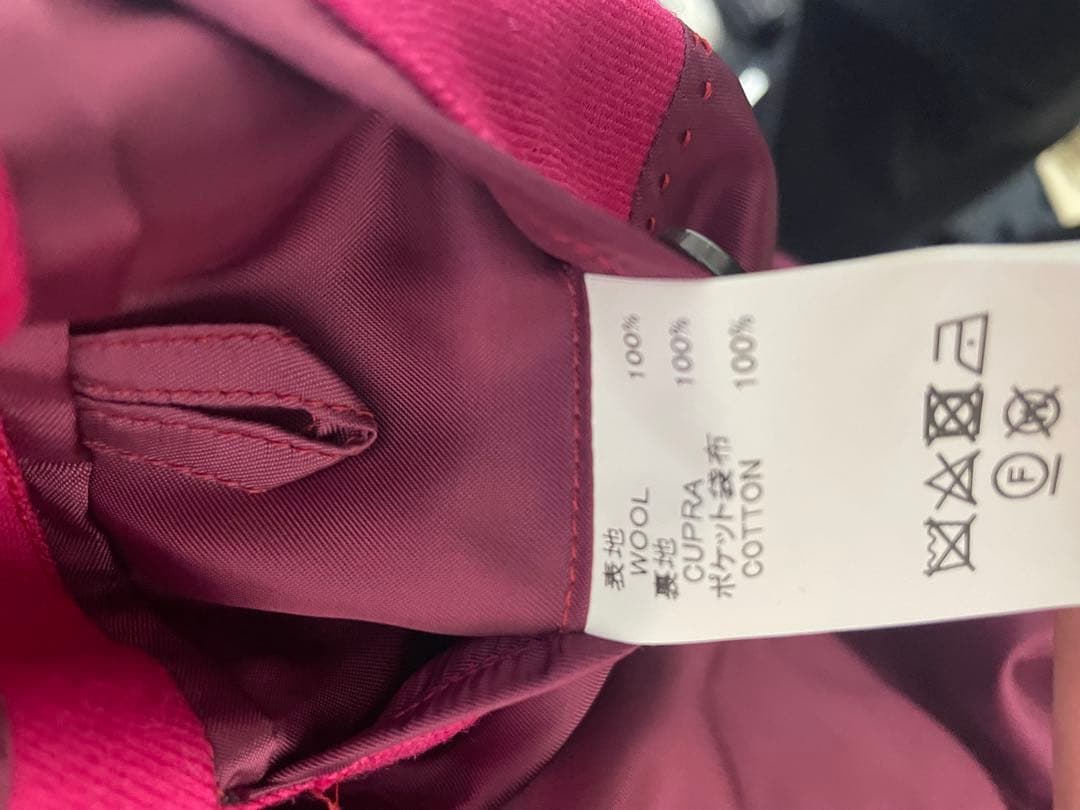 表地
WOOL 100%
裏地
CUPRA 100%
ポケット袋布
COTTON 100%
F W